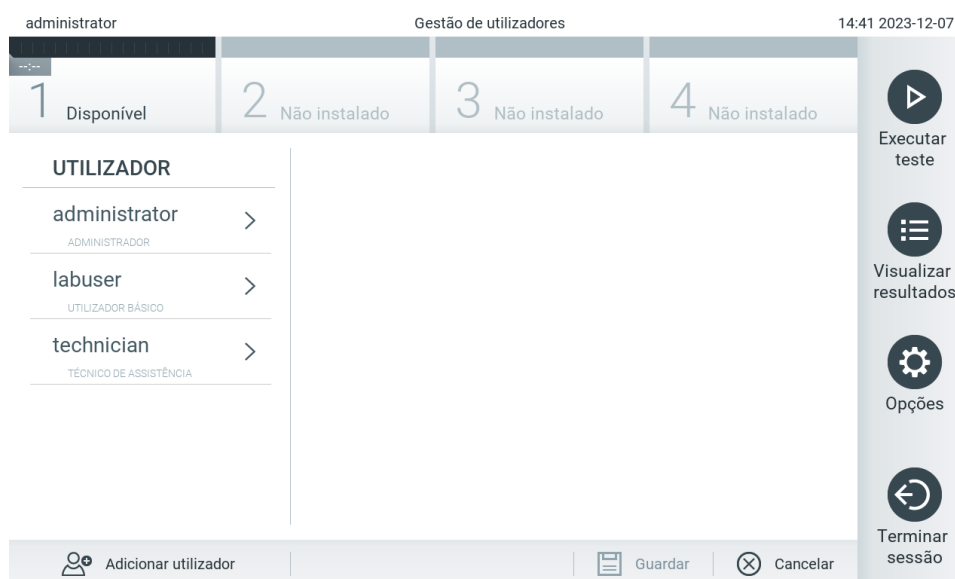 administrator Gestão de utilizadores 14:41 2023-12-07
--:--
1 Disponível 2 Não instalado 3 Não instalado 4 Não instalado
Executar
teste
UTILIZADOR
administrator
ADMINISTRADOR
labuser
UTILIZADOR BÁSICO
technician
TÉCNICO DE ASSISTÊNCIA
Visualizar
resultados
Opções
Terminar
sessão
Adicionar utilizador Guardar Cancelar